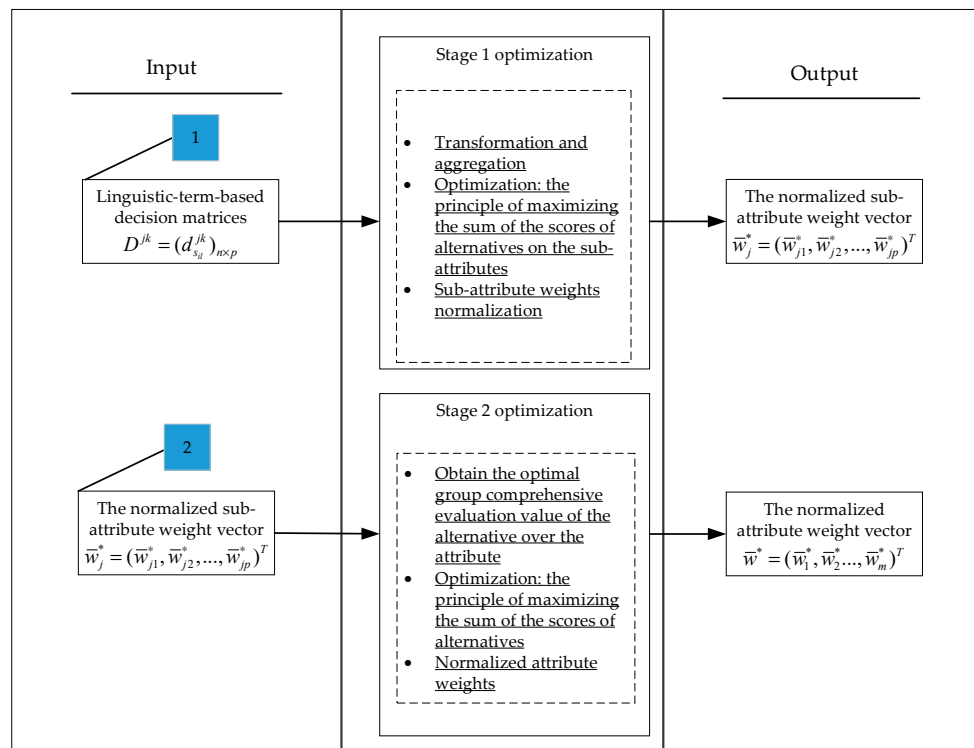 Input
Stage 1 optimization
Output
1
Linguistic-term-based
decision matrices
D^{jk} = (d_{s_{il}}^{jk})_{n×p}
• Transformation and
aggregation
• Optimization: the
principle of maximizing
the sum of the scores of
alternatives on the sub-
attributes
• Sub-attribute weights
normalization
The normalized sub-
attribute weight vector
w̅_j^* = (w̅_{j1}^*, w̅_{j2}^*,..., w̅_{jp}^*)^T
Stage 2 optimization
2
The normalized sub-
attribute weight vector
w̅_j^* = (w̅_{j1}^*, w̅_{j2}^*,..., w̅_{jp}^*)^T
• Obtain the optimal
group comprehensive
evaluation value of the
alternative over the
attribute
• Optimization: the
principle of maximizing
the sum of the scores of
alternatives
• Normalized attribute
weights
The normalized
attribute weight vector
w̅^* = (w̅_1^*, w̅_2^*..., w̅_m^*)^T